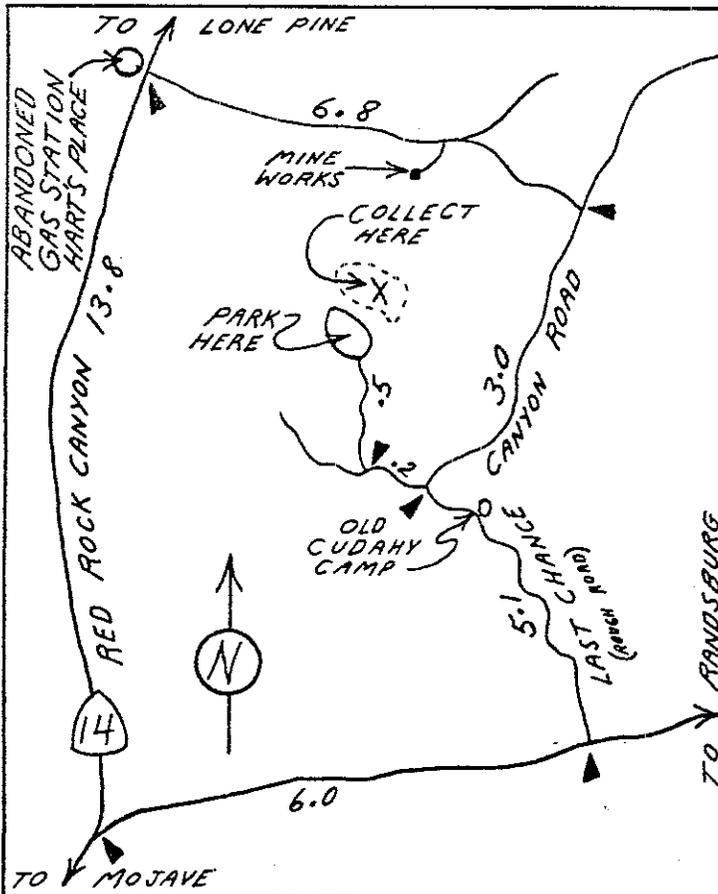 TO LONE PINE
ABANDONED
GAS STATION
HART'S PLACE
6.8
MINE
WORKS
COLLECT
HERE
X
PARK
HERE
RED ROCK CANYON 13.8
.5
.2
3.0
CANYON ROAD
OLD
CUDAHY
CAMP
LAST CHANCE
(ROUGH ROAD)
5.1
N
14
6.0
TO RANDSBURG
TO MOJAVE